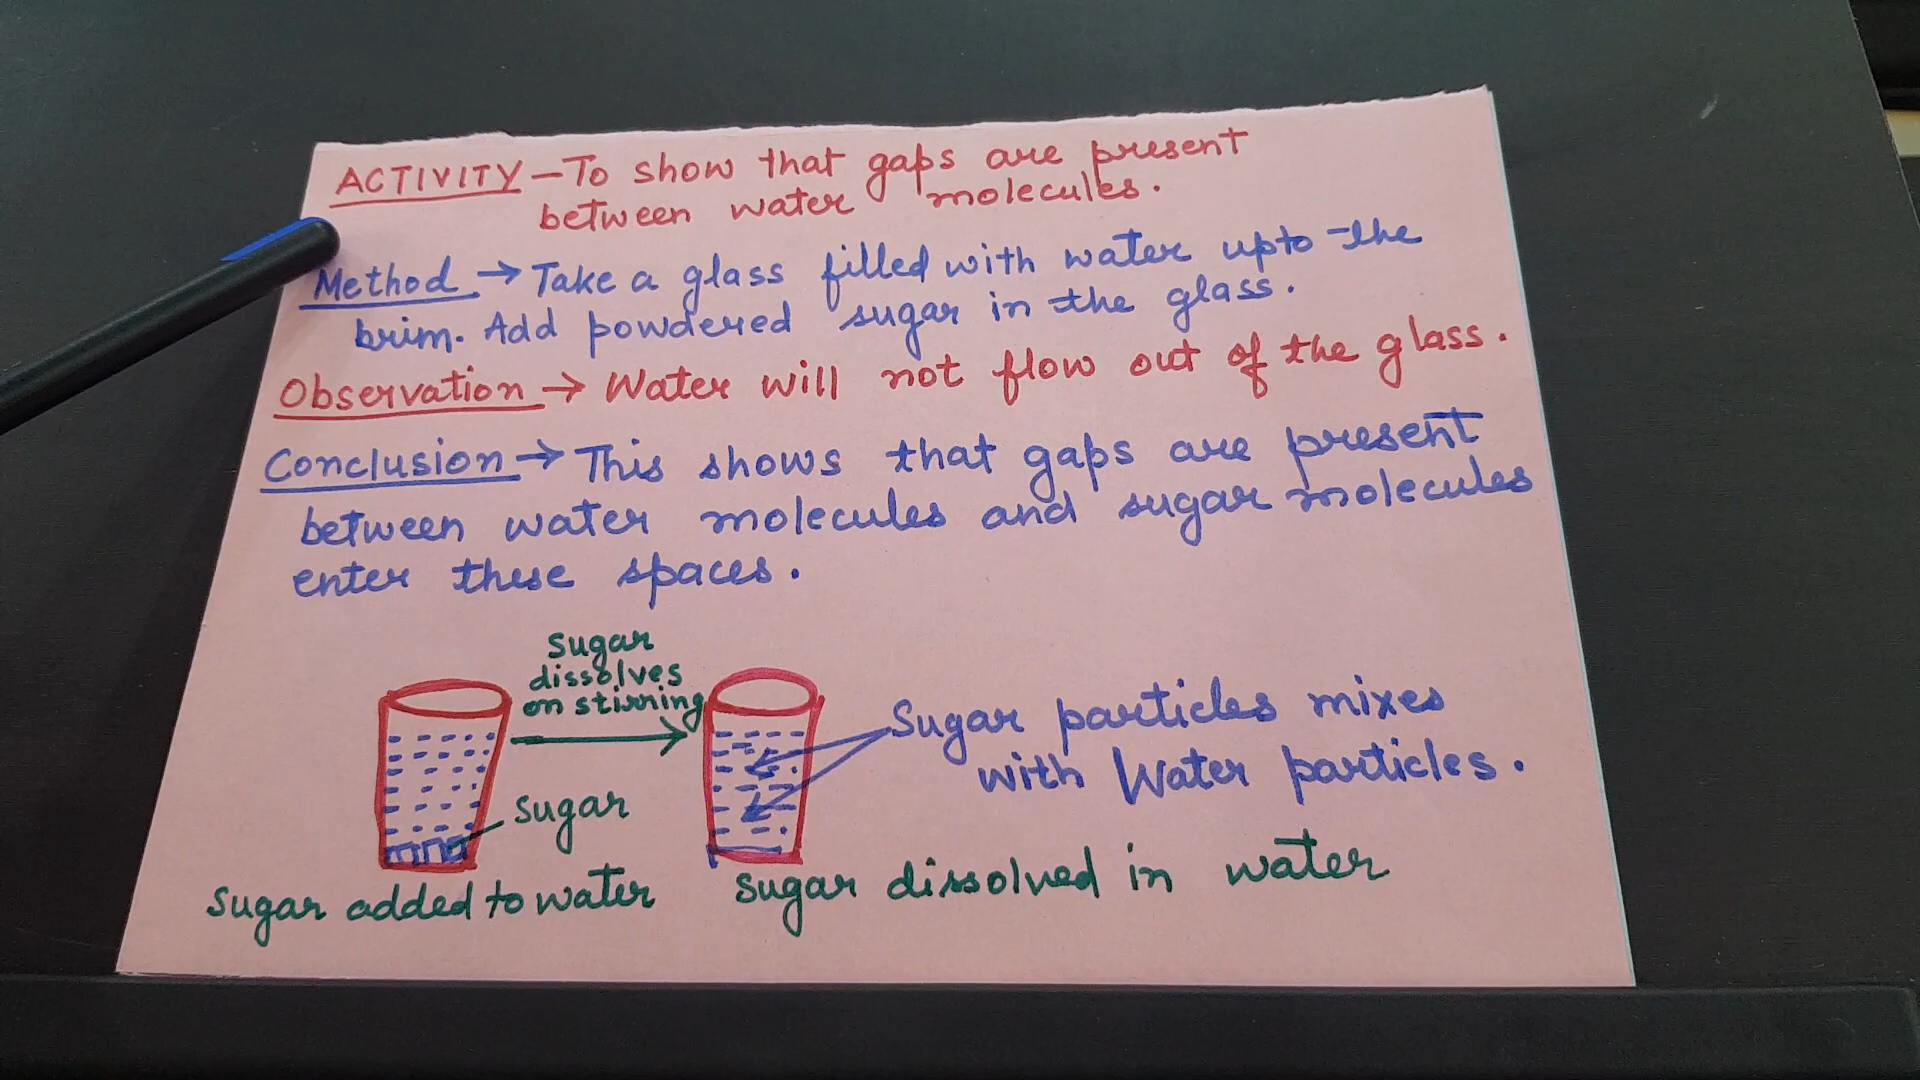 ACTIVITY - To show that gaps are present
between water molecules.
Method → Take a glass filled with water upto the
brim. Add powdered sugar in the glass.
Observation → Water will not flow out of the glass.
Conclusion → This shows that gaps are present
between water molecules and sugar molecules
enter these spaces.
Sugar
dissolves
on stirring
Sugar particles mixes
with Water particles.
Sugar
Sugar added to water
Sugar dissolved in water